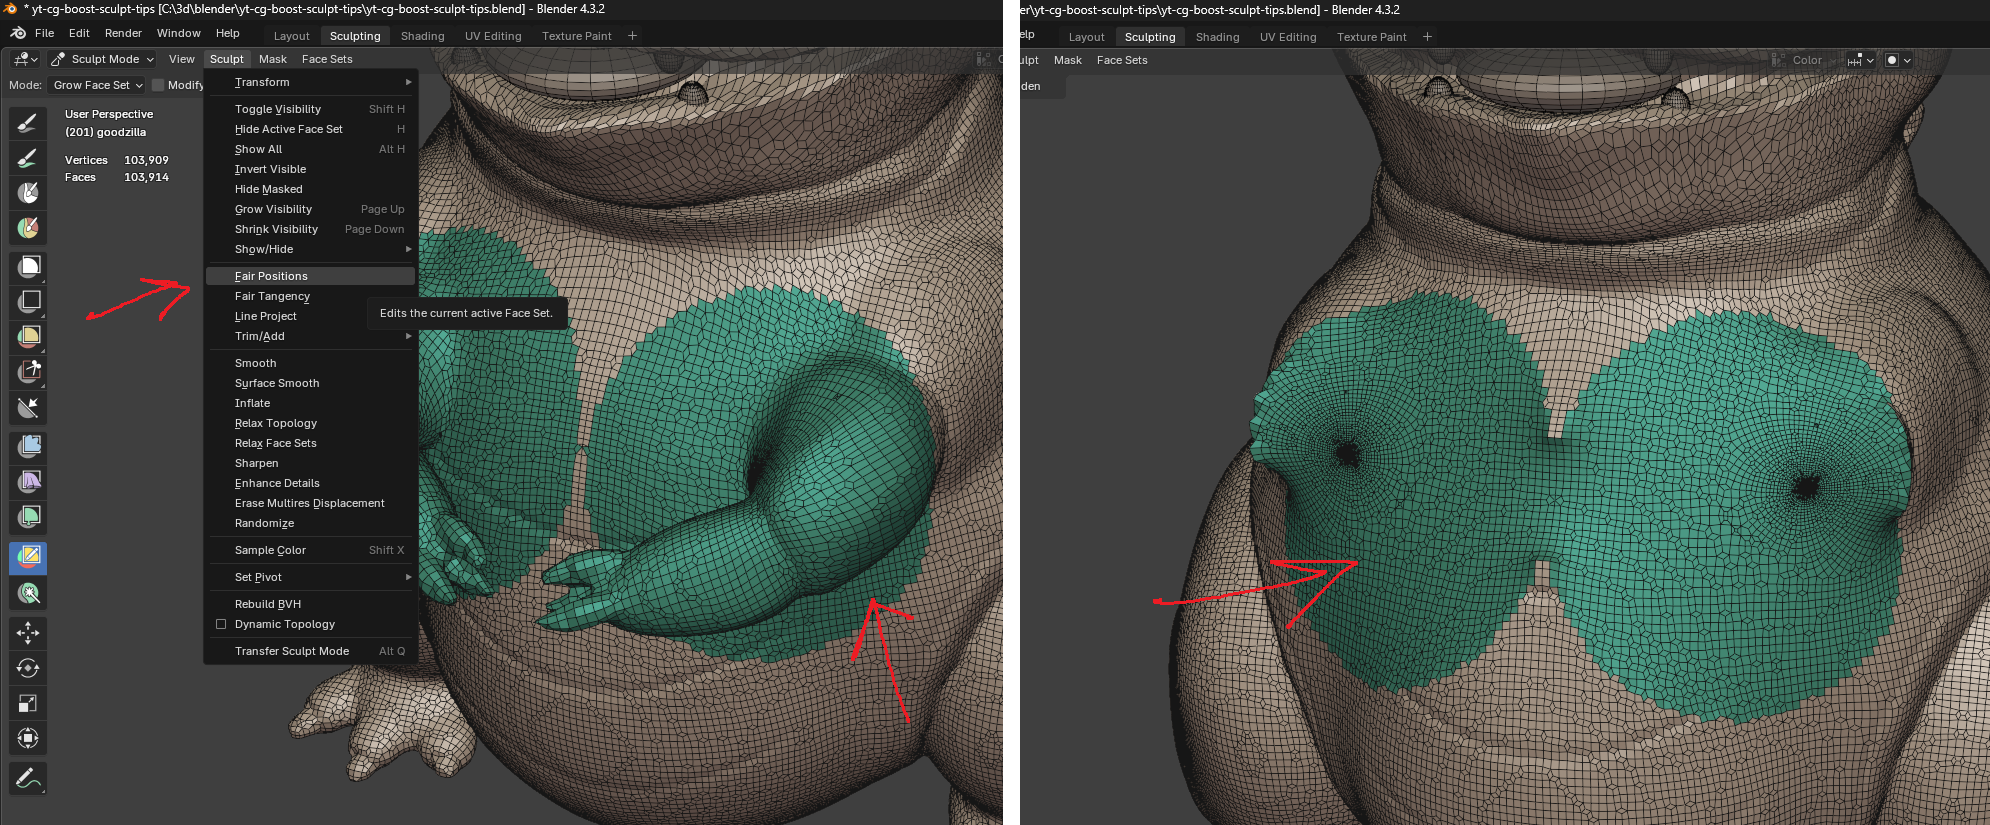 * yt-cg-boost-sculpt-tips [C:\3d\blender\yt-cg-boost-sculpt-tips\yt-cg-boost-sculpt-tips.blend] - Blender 4.3.2
File Edit Render Window Help Layout Sculpting Shading UV Editing Texture Paint +
Sculpt Mode View Sculpt Mask Face Sets
Mode: Grow Face Set Modify
User Perspective
(201) goodzilla
Vertices 103,909
Faces 103,914
Transform
Toggle Visibility Shift H
Hide Active Face Set H
Show All Alt H
Invert Visible
Hide Masked
Grow Visibility Page Up
Shrink Visibility Page Down
Show/Hide
Fair Positions
Fair Tangency
Line Project
Trim/Add
Edits the current active Face Set.
Smooth
Surface Smooth
Inflate
Relax Topology
Relax Face Sets
Sharpen
Enhance Details
Erase Multires Displacement
Randomize
Sample Color Shift X
Set Pivot
Rebuild BVH
Dynamic Topology
Transfer Sculpt Mode Alt Q
er\yt-cg-boost-sculpt-tips\yt-cg-boost-sculpt-tips.blend] - Blender 4.3.2
elp Layout Sculpting Shading UV Editing Texture Paint +
ulpt Mask Face Sets Color
den